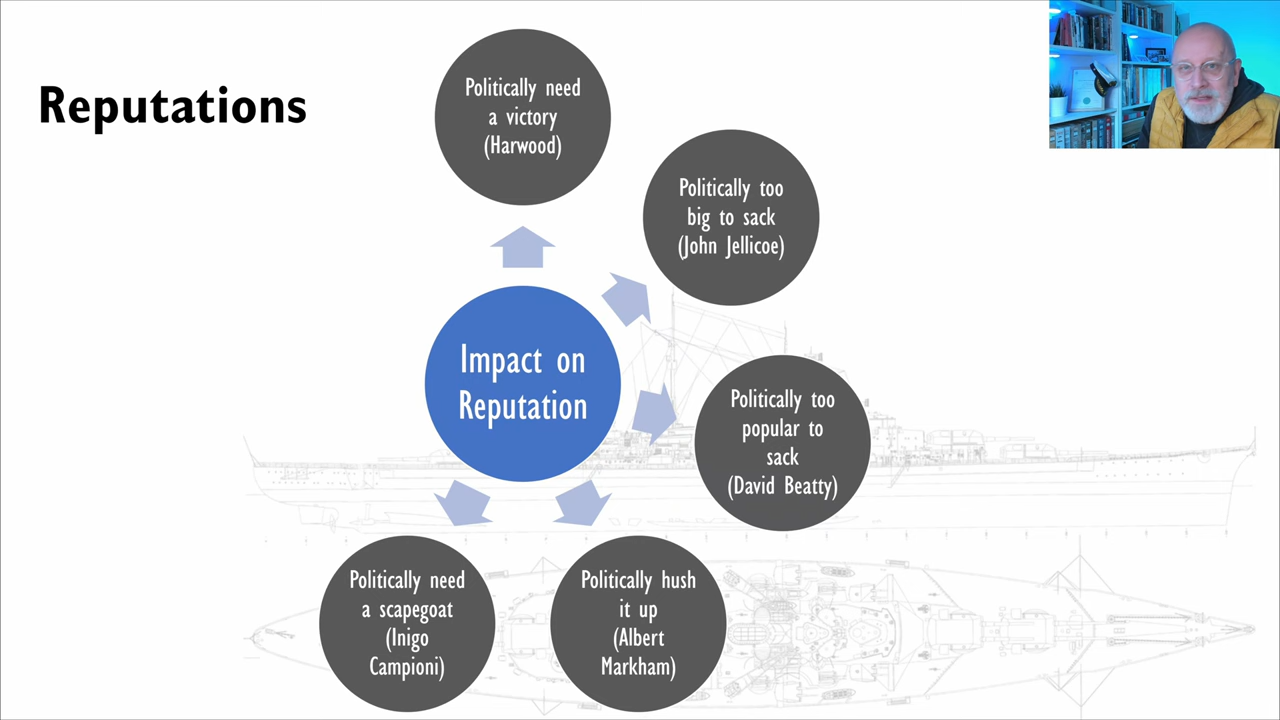 Reputations
Politically need
a victory
(Harwood)
Politically too
big to sack
(John Jellicoe)
Impact on
Reputation
Politically too
popular to
sack
(David Beatty)
Politically hush
it up
(Albert
Markham)
Politically need
a scapegoat
(Inigo
Campioni)